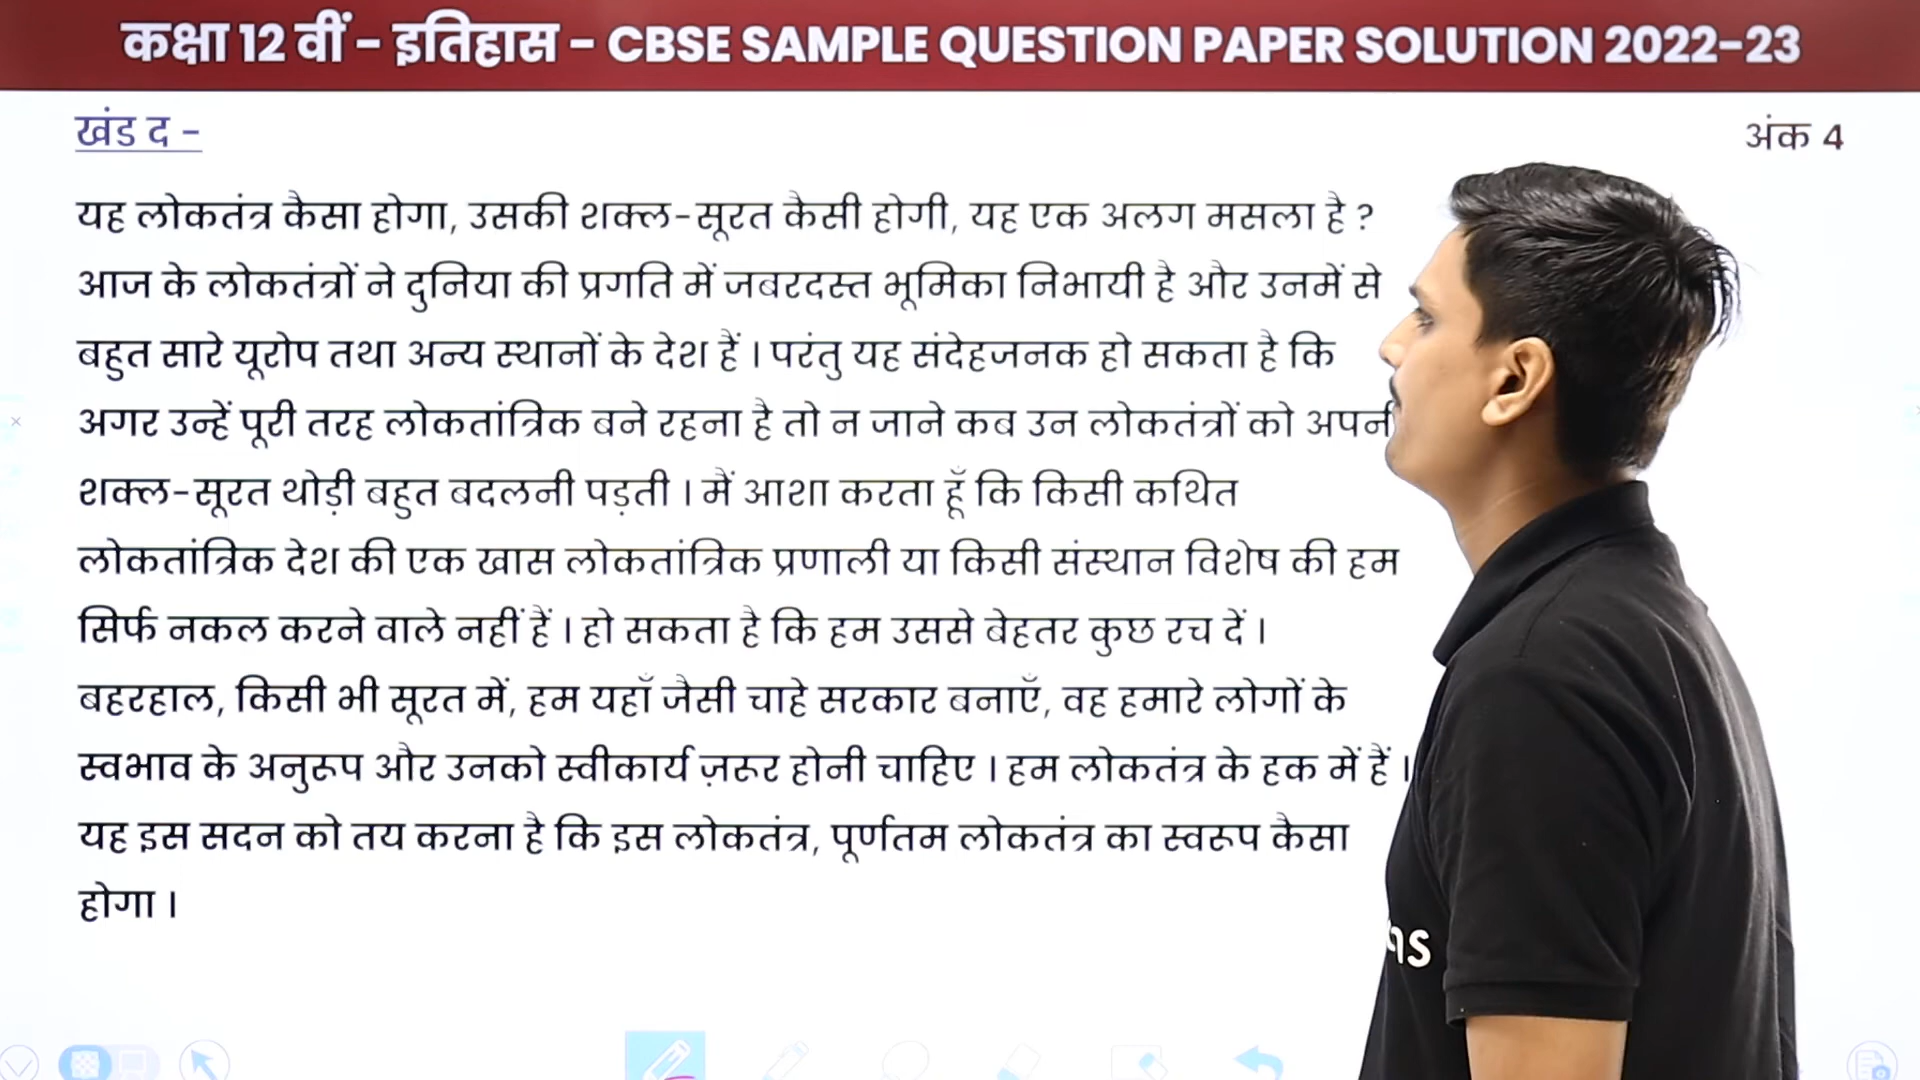 कक्षा 12 वीं - इतिहास - CBSE SAMPLE QUESTION PAPER SOLUTION 2022-23
खंड द -
अंक 4
यह लोकतंत्र कैसा होगा, उसकी शक्ल-सूरत कैसी होगी, यह एक अलग मसला है ?
आज के लोकतंत्रों ने दुनिया की प्रगति में जबरदस्त भूमिका निभायी है और उनमें से
बहुत सारे यूरोप तथा अन्य स्थानों के देश हैं । परंतु यह संदेहजनक हो सकता है कि
अगर उन्हें पूरी तरह लोकतांत्रिक बने रहना है तो न जाने कब उन लोकतंत्रों को अपनी
शक्ल-सूरत थोड़ी बहुत बदलनी पड़ती । मैं आशा करता हूँ कि किसी कथित
लोकतांत्रिक देश की एक खास लोकतांत्रिक प्रणाली या किसी संस्थान विशेष की हम
सिर्फ नकल करने वाले नहीं हैं । हो सकता है कि हम उससे बेहतर कुछ रच दें ।
बहरहाल, किसी भी सूरत में, हम यहाँ जैसी चाहे सरकार बनाएँ, वह हमारे लोगों के
स्वभाव के अनुरूप और उनको स्वीकार्य ज़रूर होनी चाहिए । हम लोकतंत्र के हक में हैं ।
यह इस सदन को तय करना है कि इस लोकतंत्र, पूर्णतम लोकतंत्र का स्वरूप कैसा
होगा ।